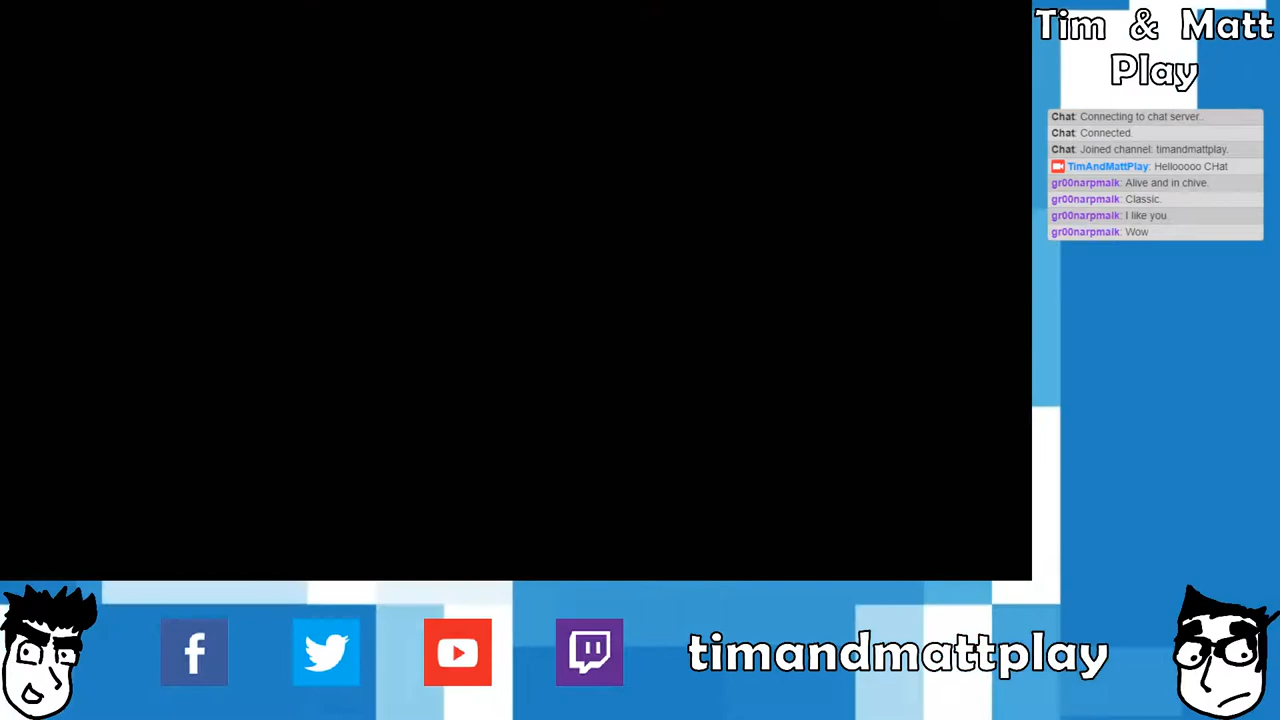 Tim & Matt
Play
Chat: Connecting to chat server..
Chat: Connected.
Chat: Joined channel: timandmattplay.
TimAndMattPlay: Hellooooo CHat
gr00narpmalk: Alive and in chive.
gr00narpmalk: Classic.
gr00narpmalk: I like you.
gr00narpmalk: Wow
timandmattplay